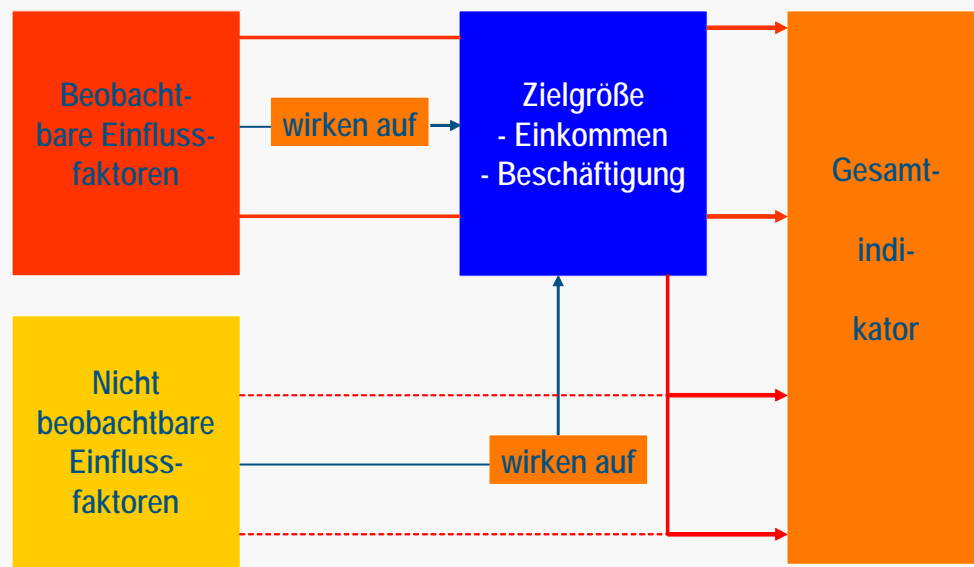 Beobacht-
bare Einfluss-
faktoren
wirken auf
Zielgröße
- Einkommen
- Beschäftigung
Gesamt-
indi-
kator
Nicht
beobachtbare
Einfluss-
faktoren
wirken auf